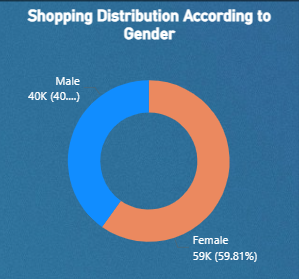 Shopping Distribution According to
Gender
Male
40K (40....)
Female
59K (59.81%)